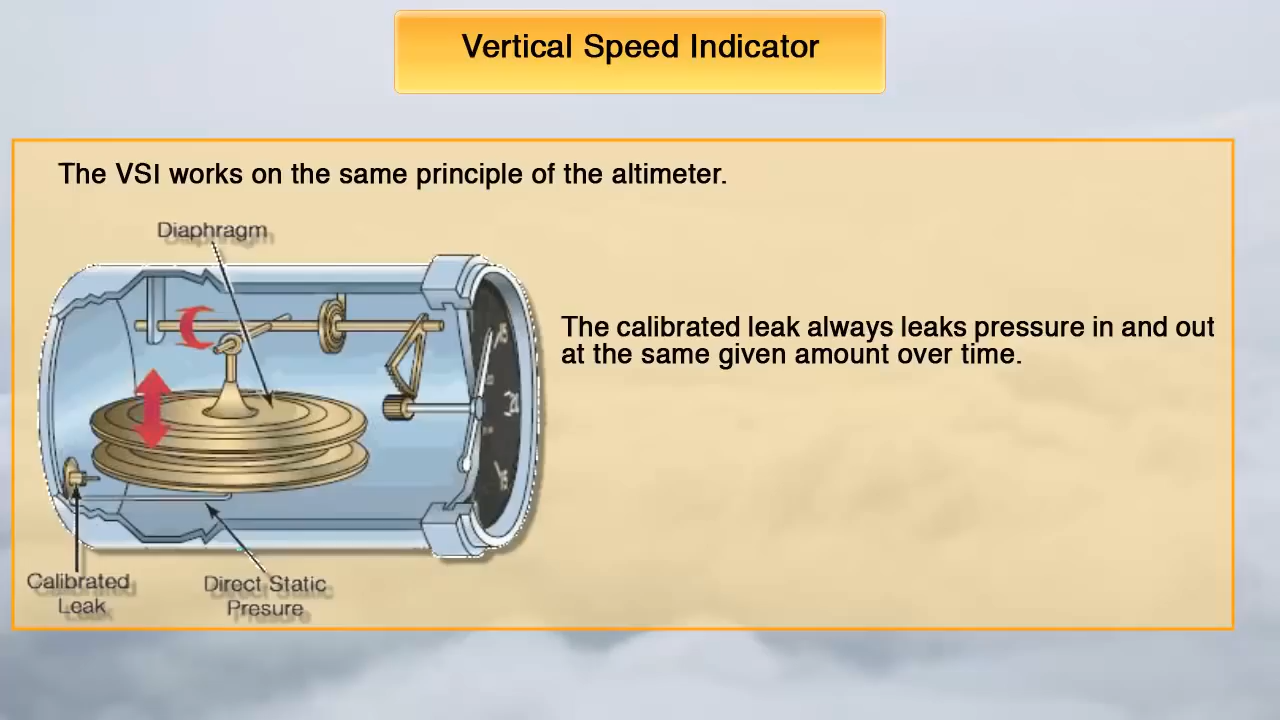 Vertical Speed Indicator
The VSI works on the same principle of the altimeter.
Diaphragm
The calibrated leak always leaks pressure in and out
at the same given amount over time.
Calibrated
Leak
Direct Static
Presure